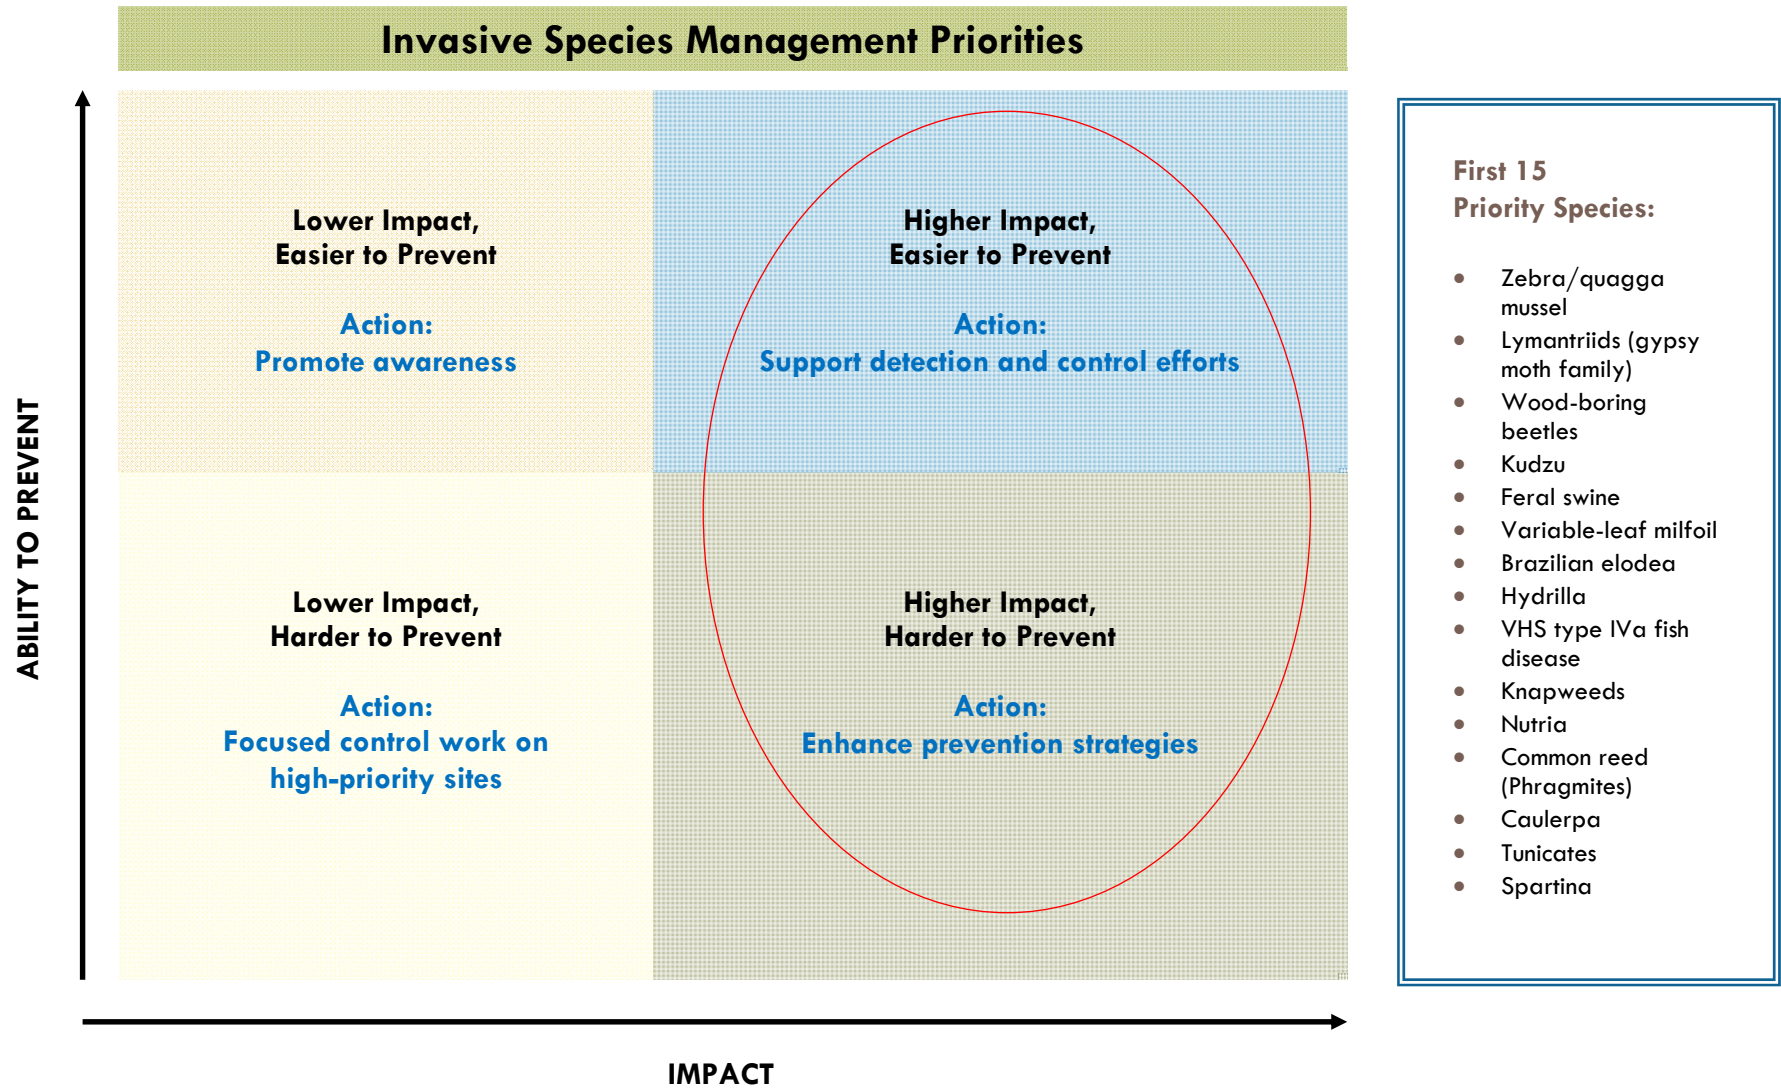 Invasive Species Management Priorities
ABILITY TO PREVENT
Lower Impact,
Easier to Prevent
Action:
Promote awareness
Higher Impact,
Easier to Prevent
Action:
Support detection and control efforts
Lower Impact,
Harder to Prevent
Action:
Focused control work on
high-priority sites
Higher Impact,
Harder to Prevent
Action:
Enhance prevention strategies
IMPACT
First 15
Priority Species:
• Zebra/quagga
mussel
• Lymantriids (gypsy
moth family)
• Wood-boring
beetles
• Kudzu
• Feral swine
• Variable-leaf milfoil
• Brazilian elodea
• Hydrilla
• VHS type IVa fish
disease
• Knapweeds
• Nutria
• Common reed
(Phragmites)
• Caulerpa
• Tunicates
• Spartina